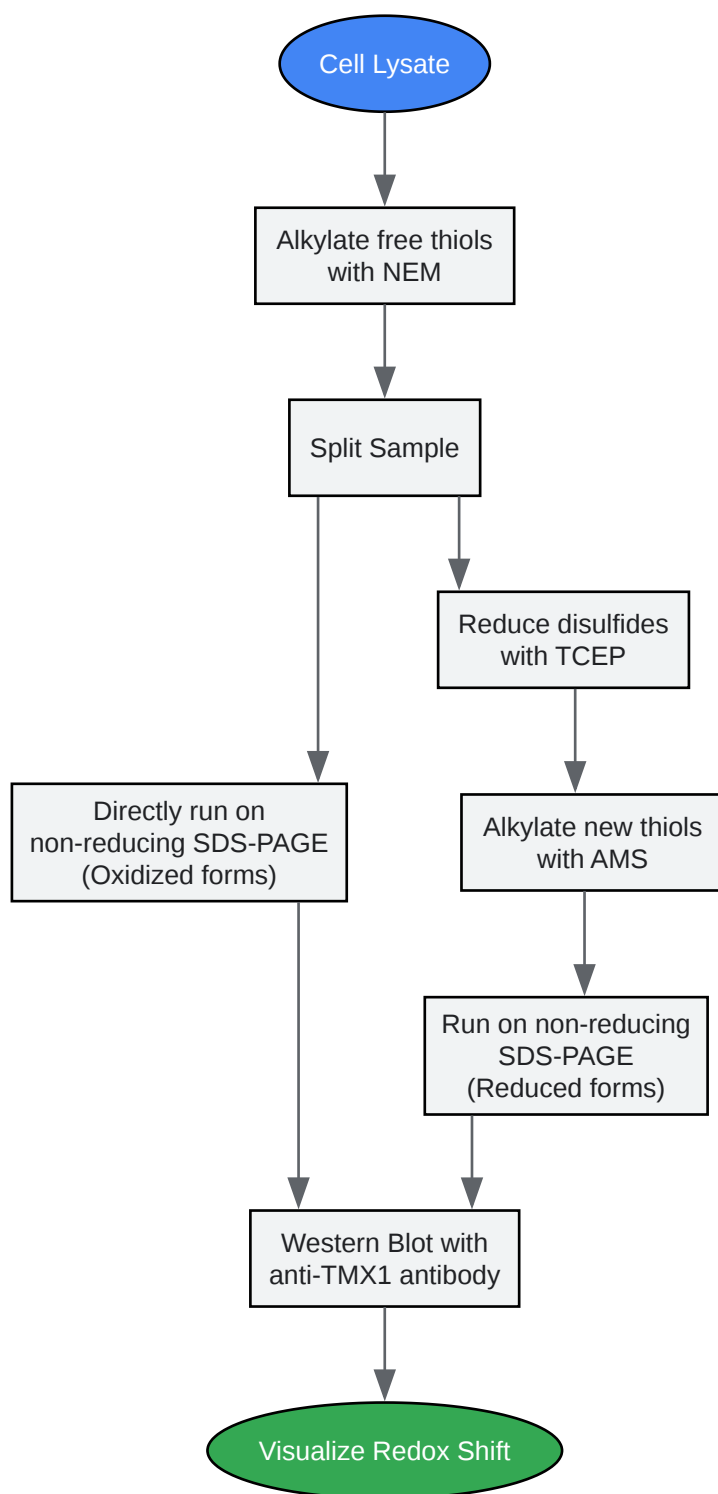 Cell Lysate
Alkylate free thiols
with NEM
Split Sample
Reduce disulfides
with TCEP
Directly run on
non-reducing SDS-PAGE
(Oxidized forms)
Alkylate new thiols
with AMS
Run on non-reducing
SDS-PAGE
(Reduced forms)
Western Blot with
anti-TMX1 antibody
Visualize Redox Shift